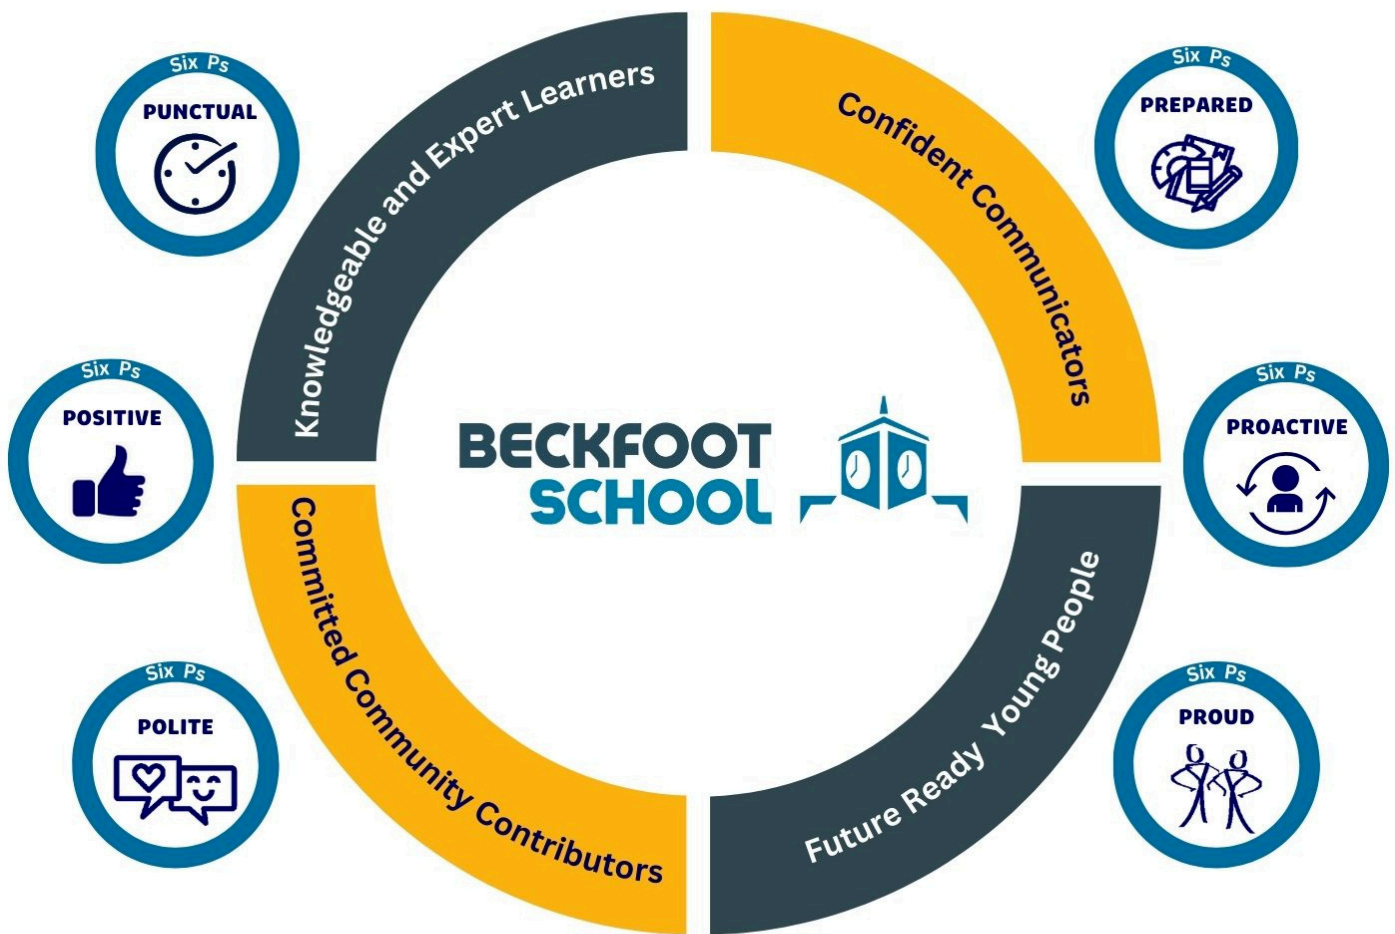 Six Ps
PUNCTUAL
Six Ps
POSITIVE
Six Ps
POLITE
Knowledgeable and Expert Learners
Confident Communicators
BECKFOOT
SCHOOL
Committed Community Contributors
Future Ready Young People
Six Ps
PREPARED
Six Ps
PROACTIVE
Six Ps
PROUD